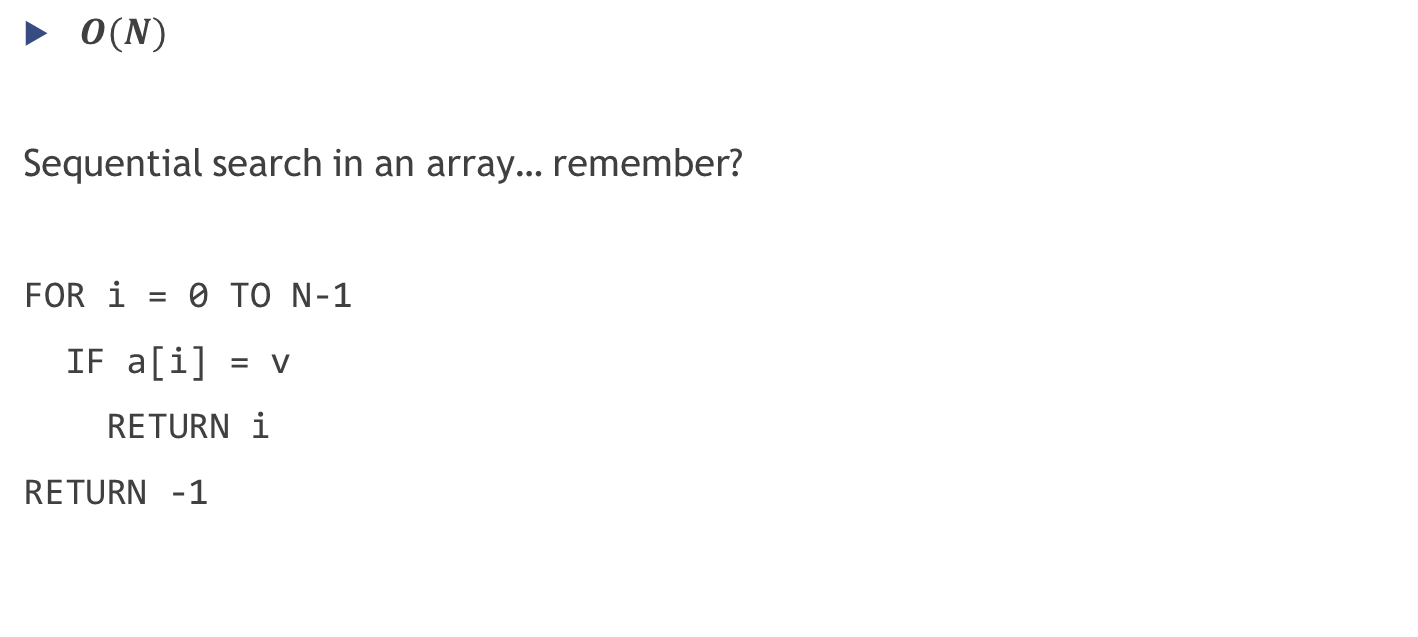 ▶ O(N)
Sequential search in an array… remember?
FOR i = 0 TO N-1
  IF a[i] = v
    RETURN i
RETURN -1